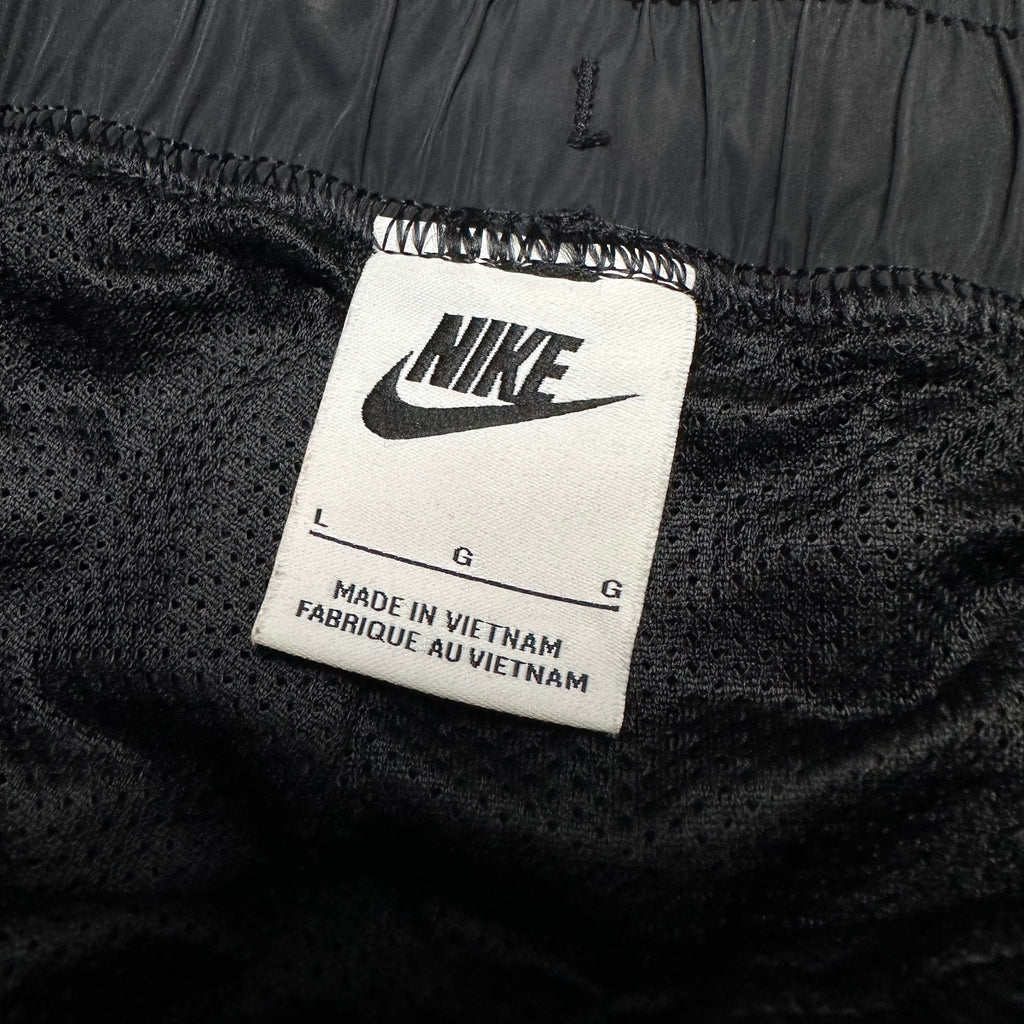 L
NIKE
L G G
MADE IN VIETNAM
FABRIQUE AU VIETNAM